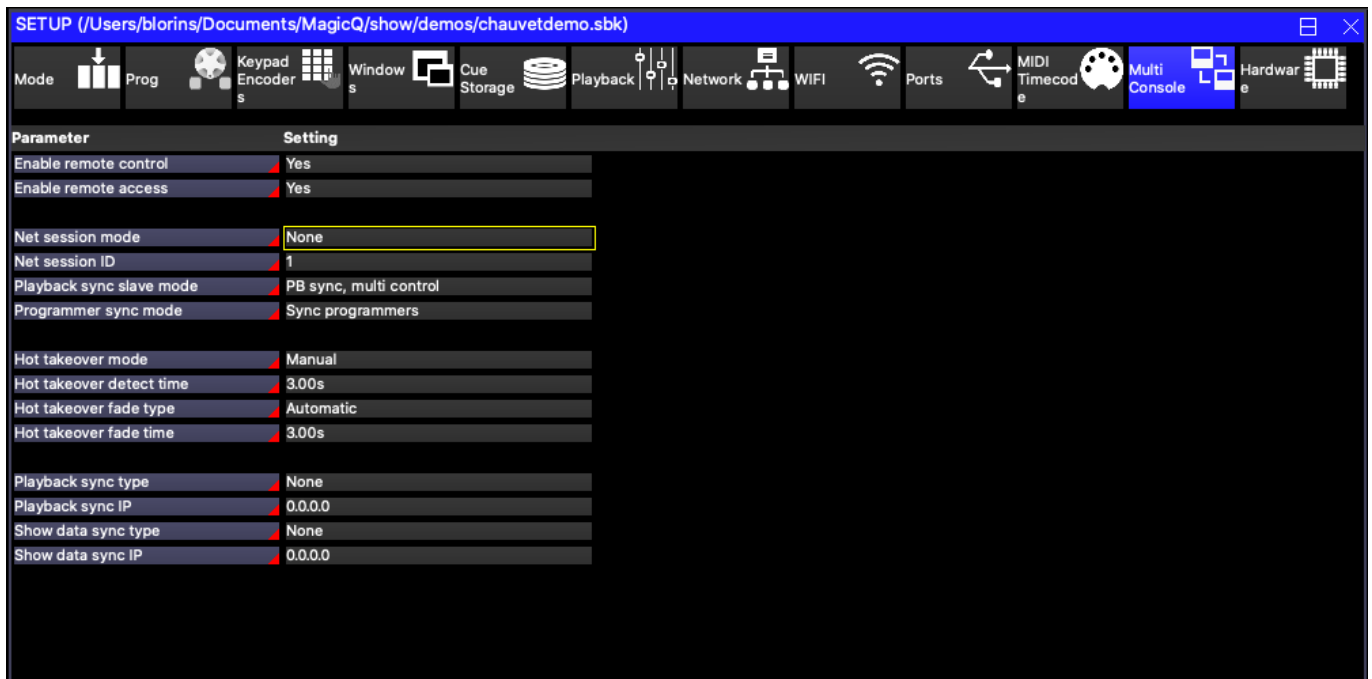 SETUP (/Users/blorins/Documents/MagicQ/show/demos/chauvetdemo.sbk)
Mode
Prog
Keypad
Encoder
s
Window
s
Cue
Storage
Playback
Network
WIFI
Ports
MIDI
Timecod
e
Multi
Console
Hardwar
e
Parameter Setting
Enable remote control Yes
Enable remote access Yes
Net session mode None
Net session ID 1
Playback sync slave mode PB sync, multi control
Programmer sync mode Sync programmers
Hot takeover mode Manual
Hot takeover detect time 3.00s
Hot takeover fade type Automatic
Hot takeover fade time 3.00s
Playback sync type None
Playback sync IP 0.0.0.0
Show data sync type None
Show data sync IP 0.0.0.0